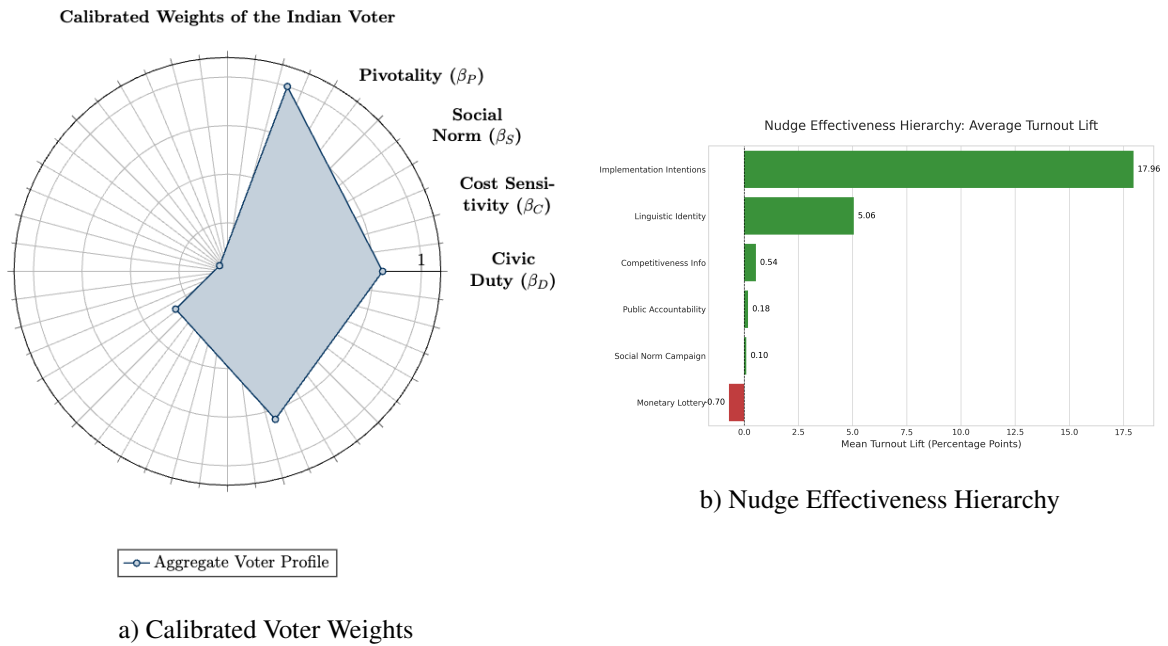 Calibrated Weights of the Indian Voter
Pivotality (β_P)
Social
Norm (β_S)
Cost Sensi-
tivity (β_C)
1
Civic
Duty (β_D)
Aggregate Voter Profile
a) Calibrated Voter Weights
Nudge Effectiveness Hierarchy: Average Turnout Lift
Implementation Intentions 17.96
Linguistic Identity 5.06
Competitiveness Info 0.54
Public Accountability 0.18
Social Norm Campaign 0.10
Monetary Lottery -0.70
0.0 2.5 5.0 7.5 10.0 12.5 15.0 17.5
Mean Turnout Lift (Percentage Points)
b) Nudge Effectiveness Hierarchy